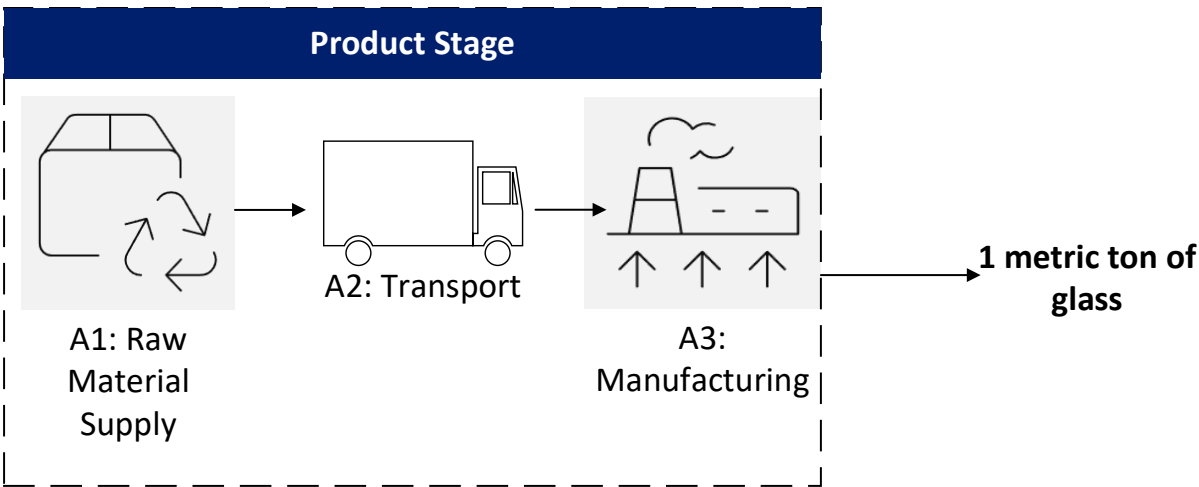 Product Stage
A1: Raw
Material
Supply
A2: Transport
A3:
Manufacturing
1 metric ton of
glass